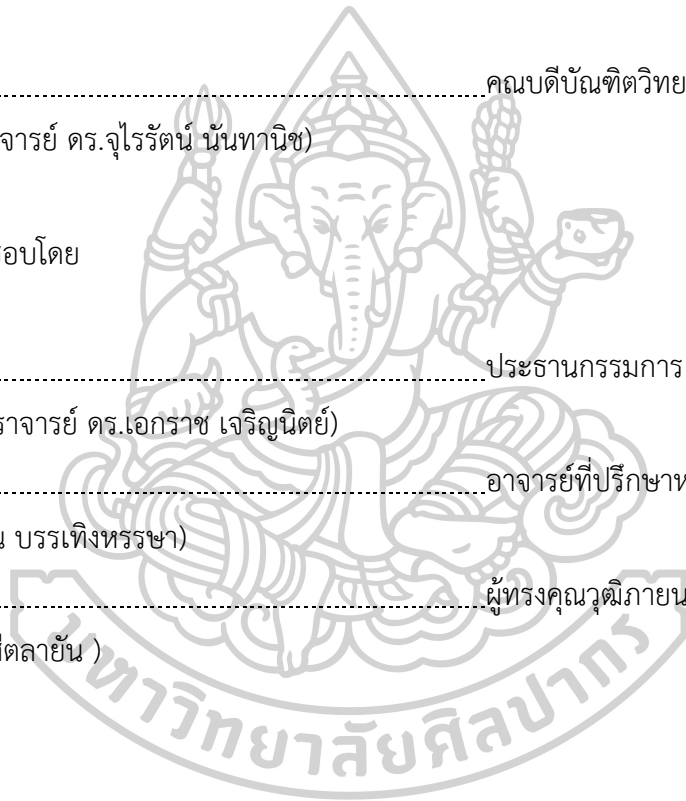 คณบดีบัณฑิตวิทย
จารย์ ดร.จุไรรัตน์ นันทานิช)
อบโดย
ประธานกรรมการ
ราจารย์ ดร.เอกราช เจริญนิตย์)
อาจารย์ที่ปรึกษาห
น บรรเทิงหรรษา)
ผู้ทรงคุณวุฒิภายน
สีตลายัน )
มหาวิทยาลัยศิลปากร